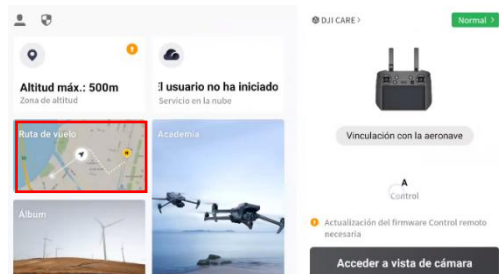 DJI CARE >
Normal >
Altitud máx.: 500m
Zona de altitud
El usuario no ha iniciado
Servicio en la nube
Ruta de vuelo
Academia
Álbum
Vinculación con la aeronave
A
Control
Actualización del firmware Control remoto
necesaria
Acceder a vista de cámara